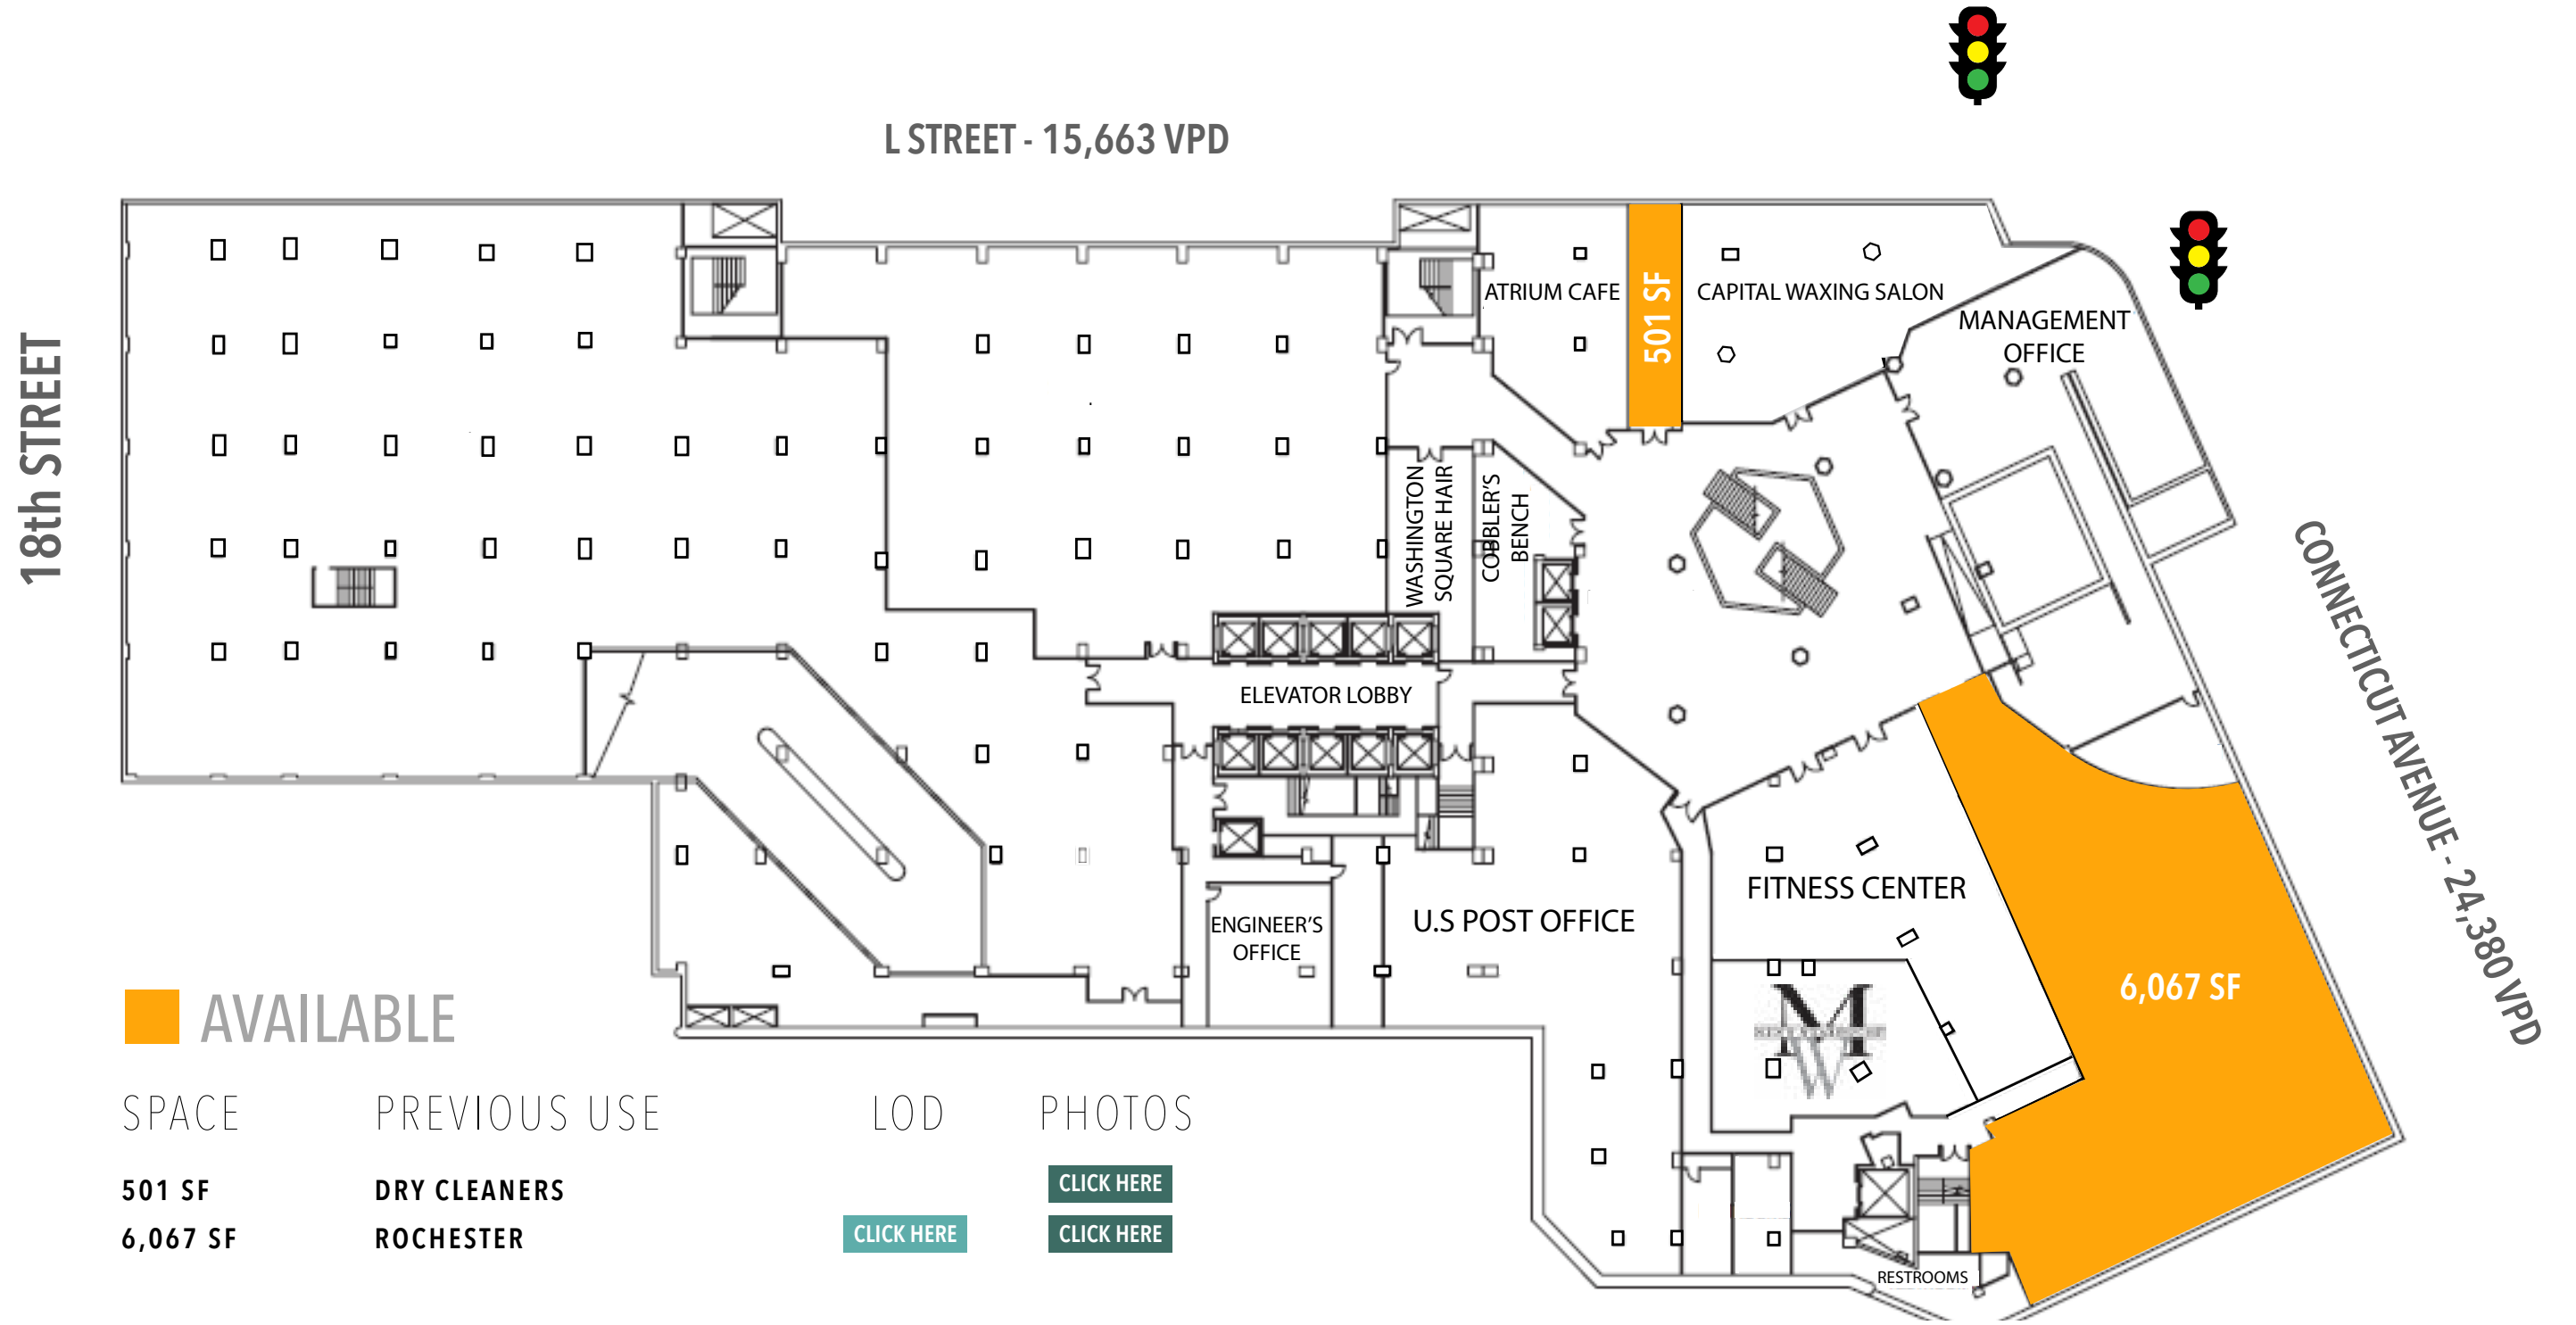 L STREET - 15,663 VPD
18th STREET
ATRIUM CAFE
501 SF
CAPITAL WAXING SALON
MANAGEMENT
OFFICE
WASHINGTON
SQUARE HAIR
COBBLER'S
BENCH
CONNECTICUT AVENUE - 24,380 VPD
ELEVATOR LOBBY
FITNESS CENTER
U.S POST OFFICE
ENGINEER'S
OFFICE
6,067 SF
M
W
RESTROOMS
AVAILABLE
SPACE PREVIOUS USE LOD PHOTOS
501 SF DRY CLEANERS CLICK HERE
6,067 SF ROCHESTER CLICK HERE CLICK HERE